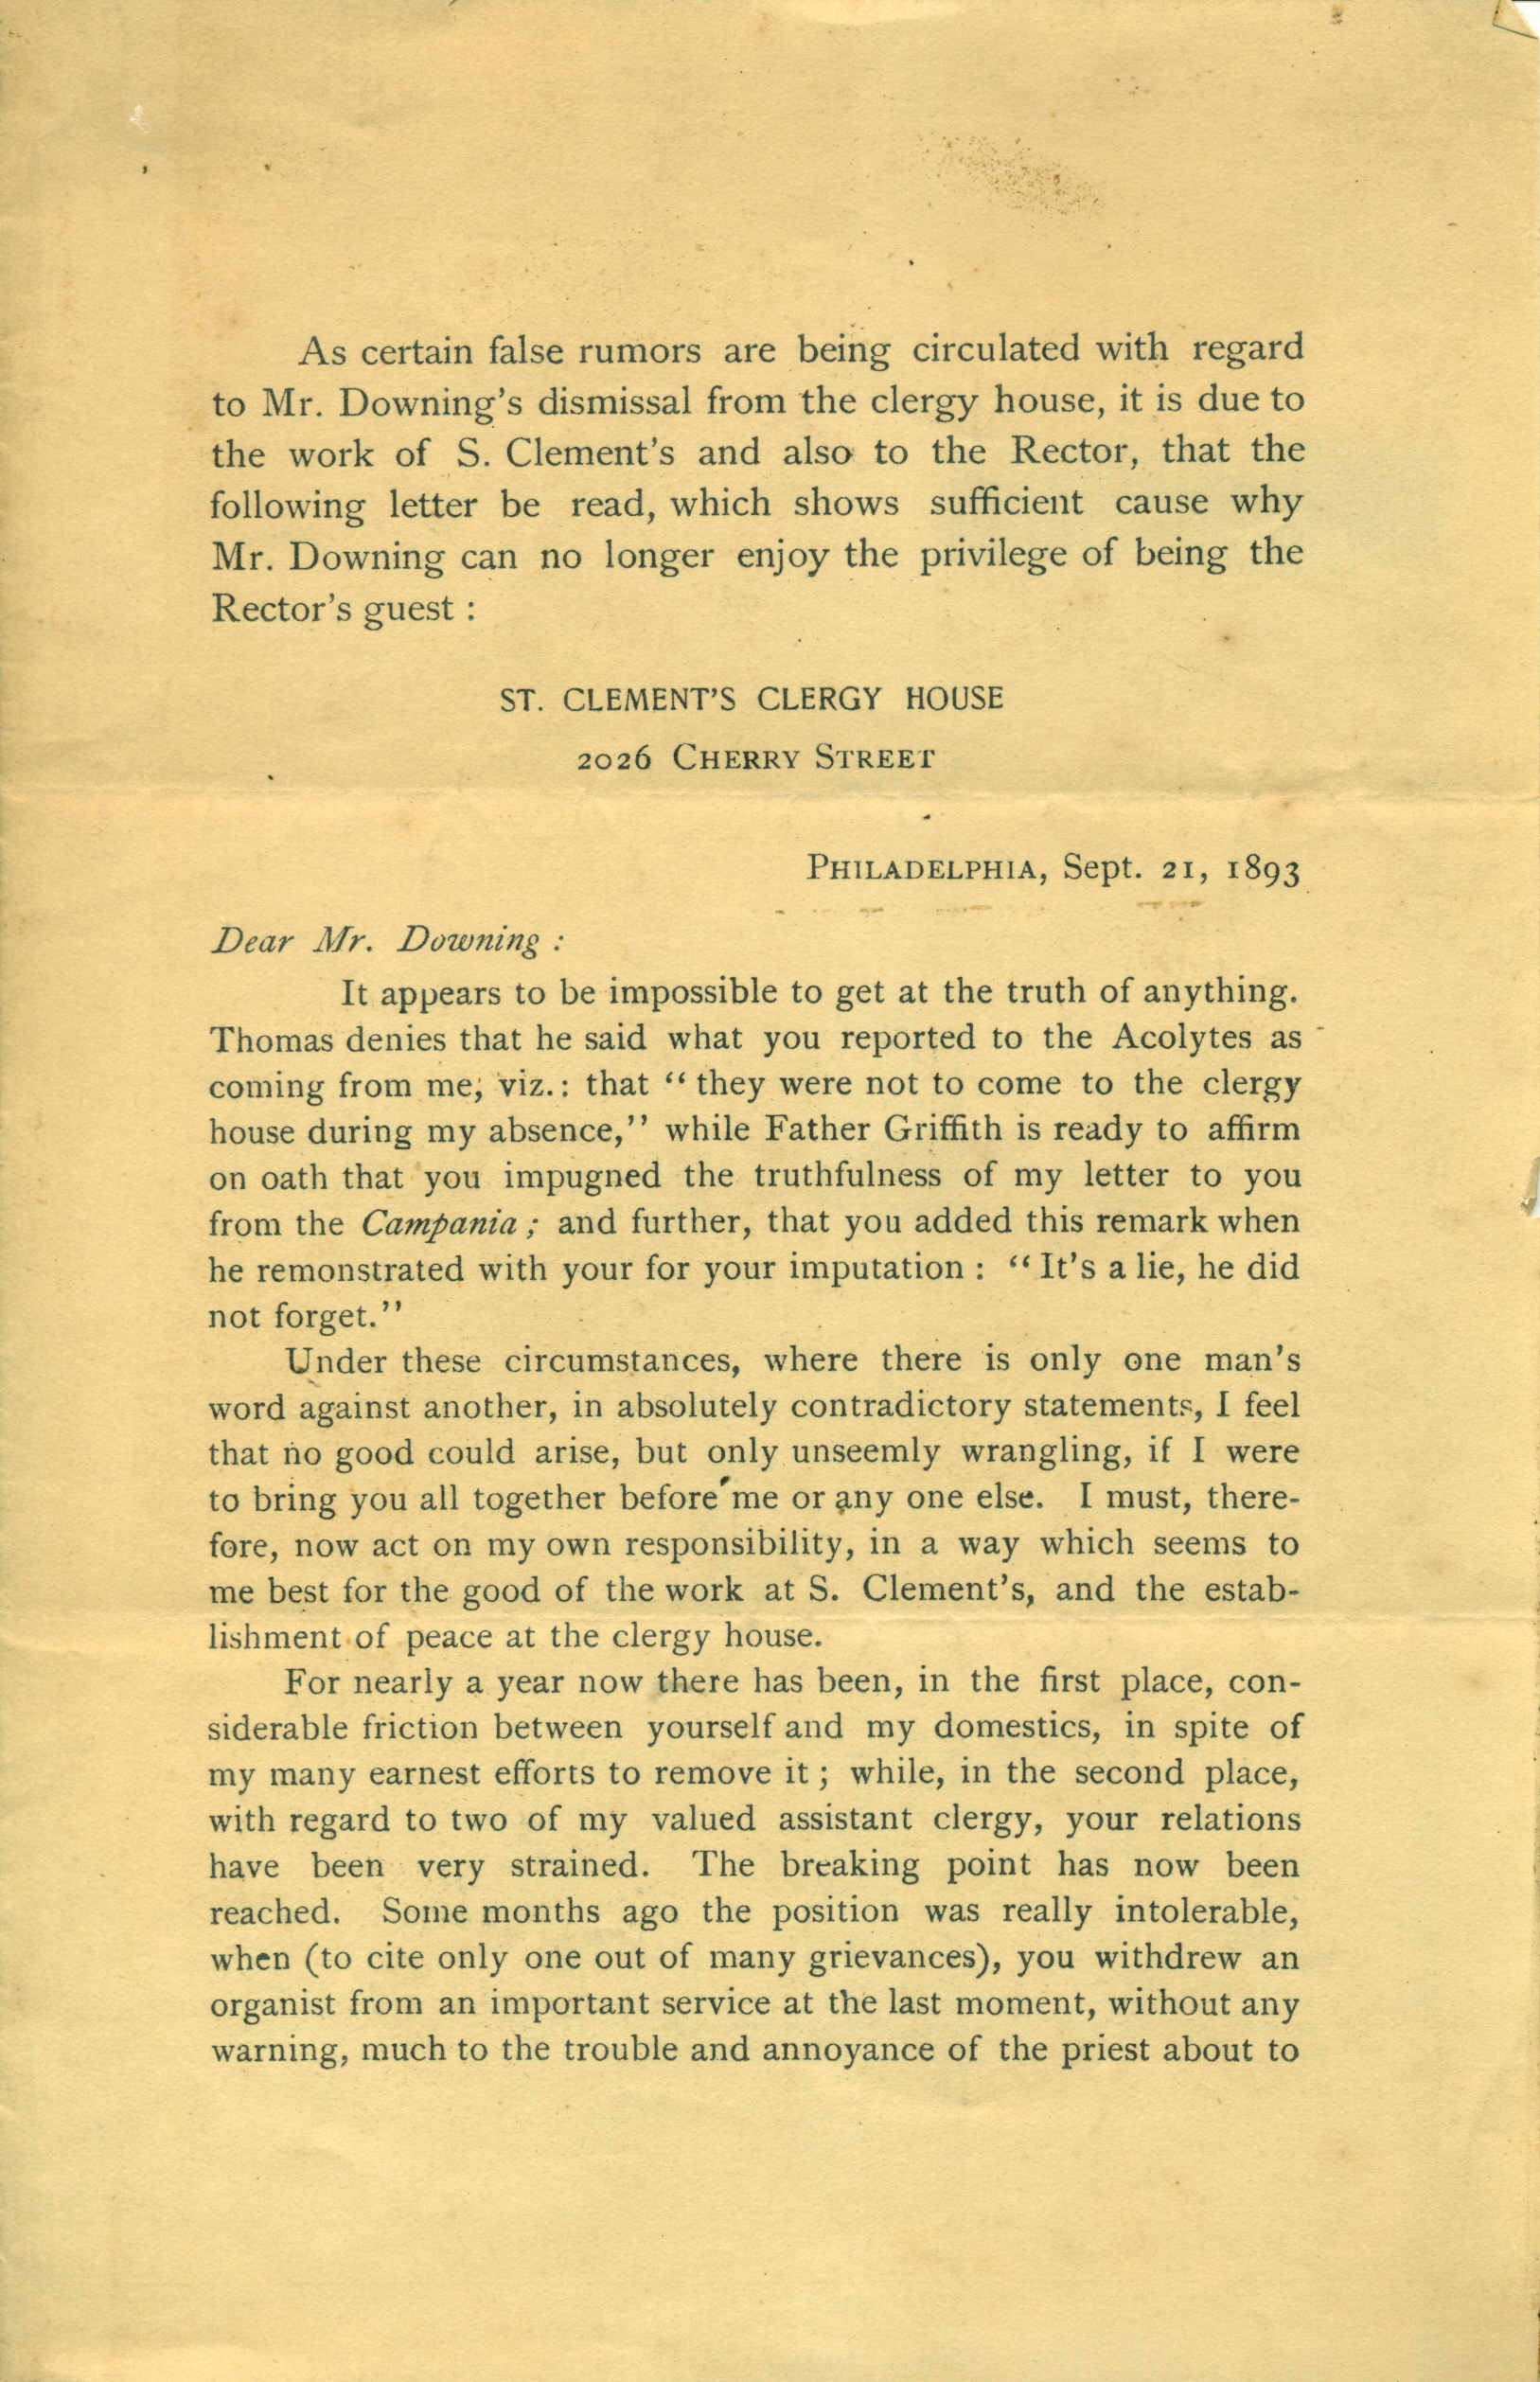 As certain false rumors are being circulated with regard
to Mr. Downing's dismissal from the clergy house, it is due to
the work of S. Clement's and also to the Rector, that the
following letter be read, which shows sufficient cause why
Mr. Downing can no longer enjoy the privilege of being the
Rector's guest :
ST. CLEMENT'S CLERGY HOUSE
2026 CHERRY STREET
PHILADELPHIA, Sept. 21, 1893
Dear Mr. Downing :
It appears to be impossible to get at the truth of anything.
Thomas denies that he said what you reported to the Acolytes as
coming from me, viz.: that “ they were not to come to the clergy
house during my absence,” while Father Griffith is ready to affirm
on oath that you impugned the truthfulness of my letter to you
from the Campania ; and further, that you added this remark when
he remonstrated with your for your imputation : “ It's a lie, he did
not forget.”
Under these circumstances, where there is only one man's
word against another, in absolutely contradictory statements, I feel
that no good could arise, but only unseemly wrangling, if I were
to bring you all together before me or any one else. I must, there-
fore, now act on my own responsibility, in a way which seems to
me best for the good of the work at S. Clement's, and the estab-
lishment of peace at the clergy house.
For nearly a year now there has been, in the first place, con-
siderable friction between yourself and my domestics, in spite of
my many earnest efforts to remove it ; while, in the second place,
with regard to two of my valued assistant clergy, your relations
have been very strained. The breaking point has now been
reached. Some months ago the position was really intolerable,
when (to cite only one out of many grievances), you withdrew an
organist from an important service at the last moment, without any
warning, much to the trouble and annoyance of the priest about to